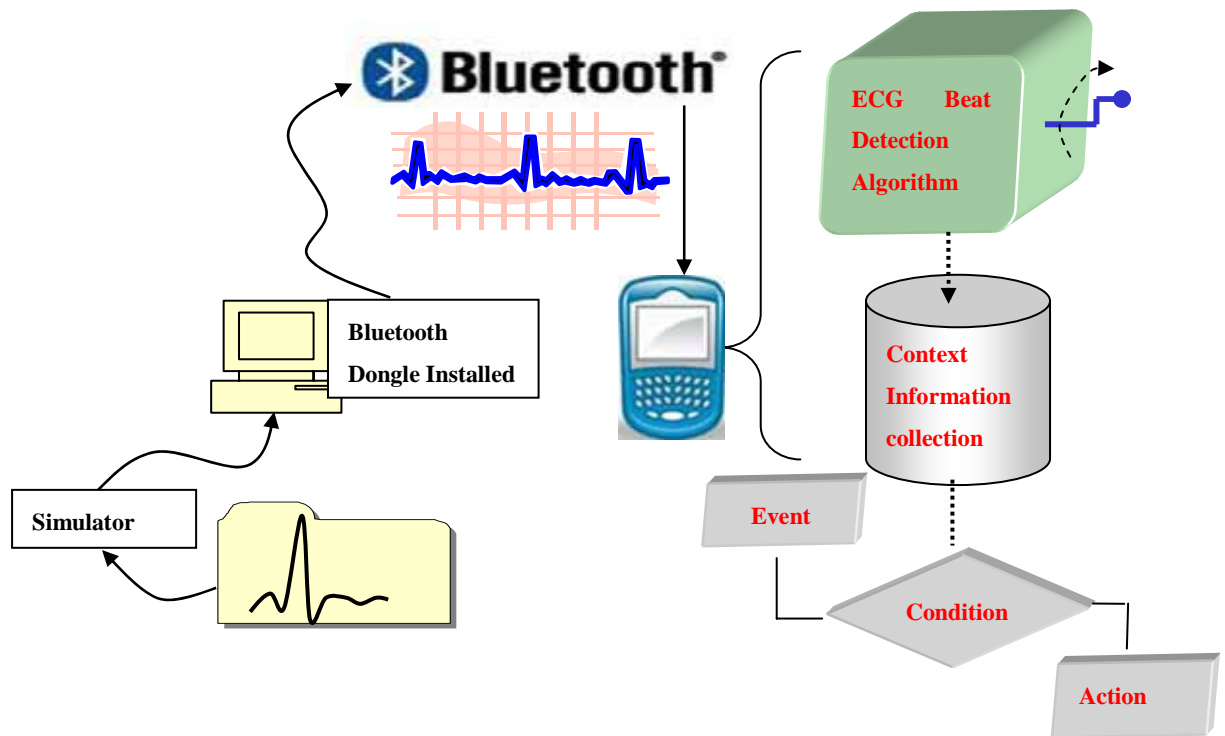 Bluetooth®
ECG Beat
Detection
Algorithm
Bluetooth
Dongle Installed
Context
Information
collection
Simulator
Event
Condition
Action